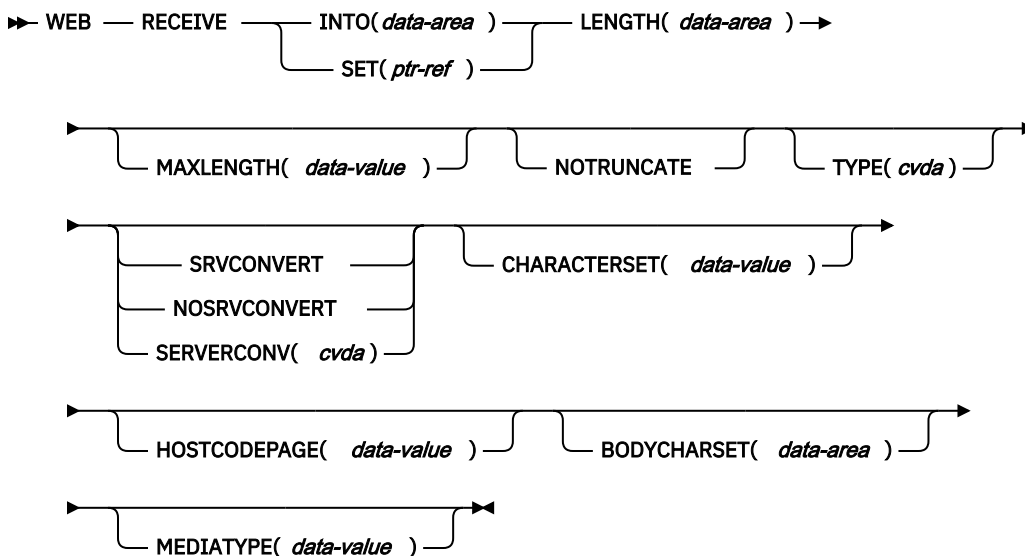 WEB RECEIVE INTO( data-area ) LENGTH( data-area )
SET( ptr-ref )
MAXLENGTH( data-value ) NOTRUNCATE TYPE( cvda )
SRVCONVERT CHARACTERSET( data-value )
NOSRVCONVERT
SERVERCONV( cvda )
HOSTCODEPAGE( data-value ) BODYCHARSET( data-area )
MEDIATYPE( data-value )